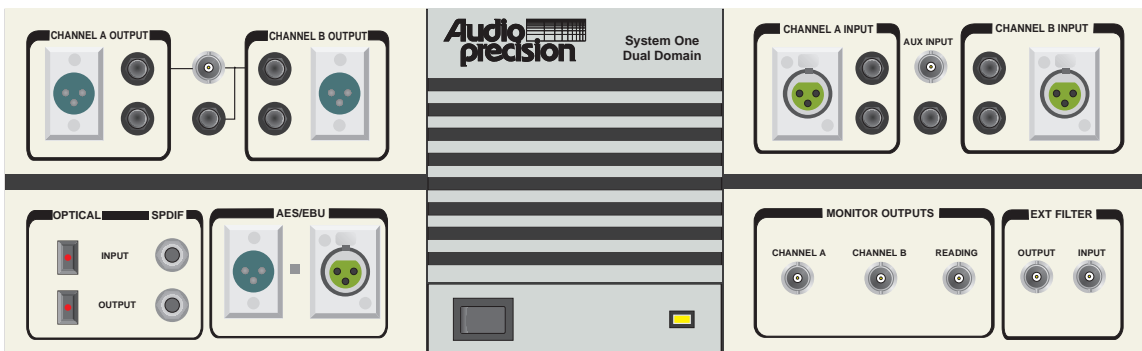 CHANNEL A OUTPUT
CHANNEL B OUTPUT
Audio
precision
System One
Dual Domain
CHANNEL A INPUT
AUX INPUT
CHANNEL B INPUT
OPTICAL
SPDIF
AES/EBU
INPUT
OUTPUT
MONITOR OUTPUTS
EXT FILTER
CHANNEL A
CHANNEL B
READING
OUTPUT
INPUT